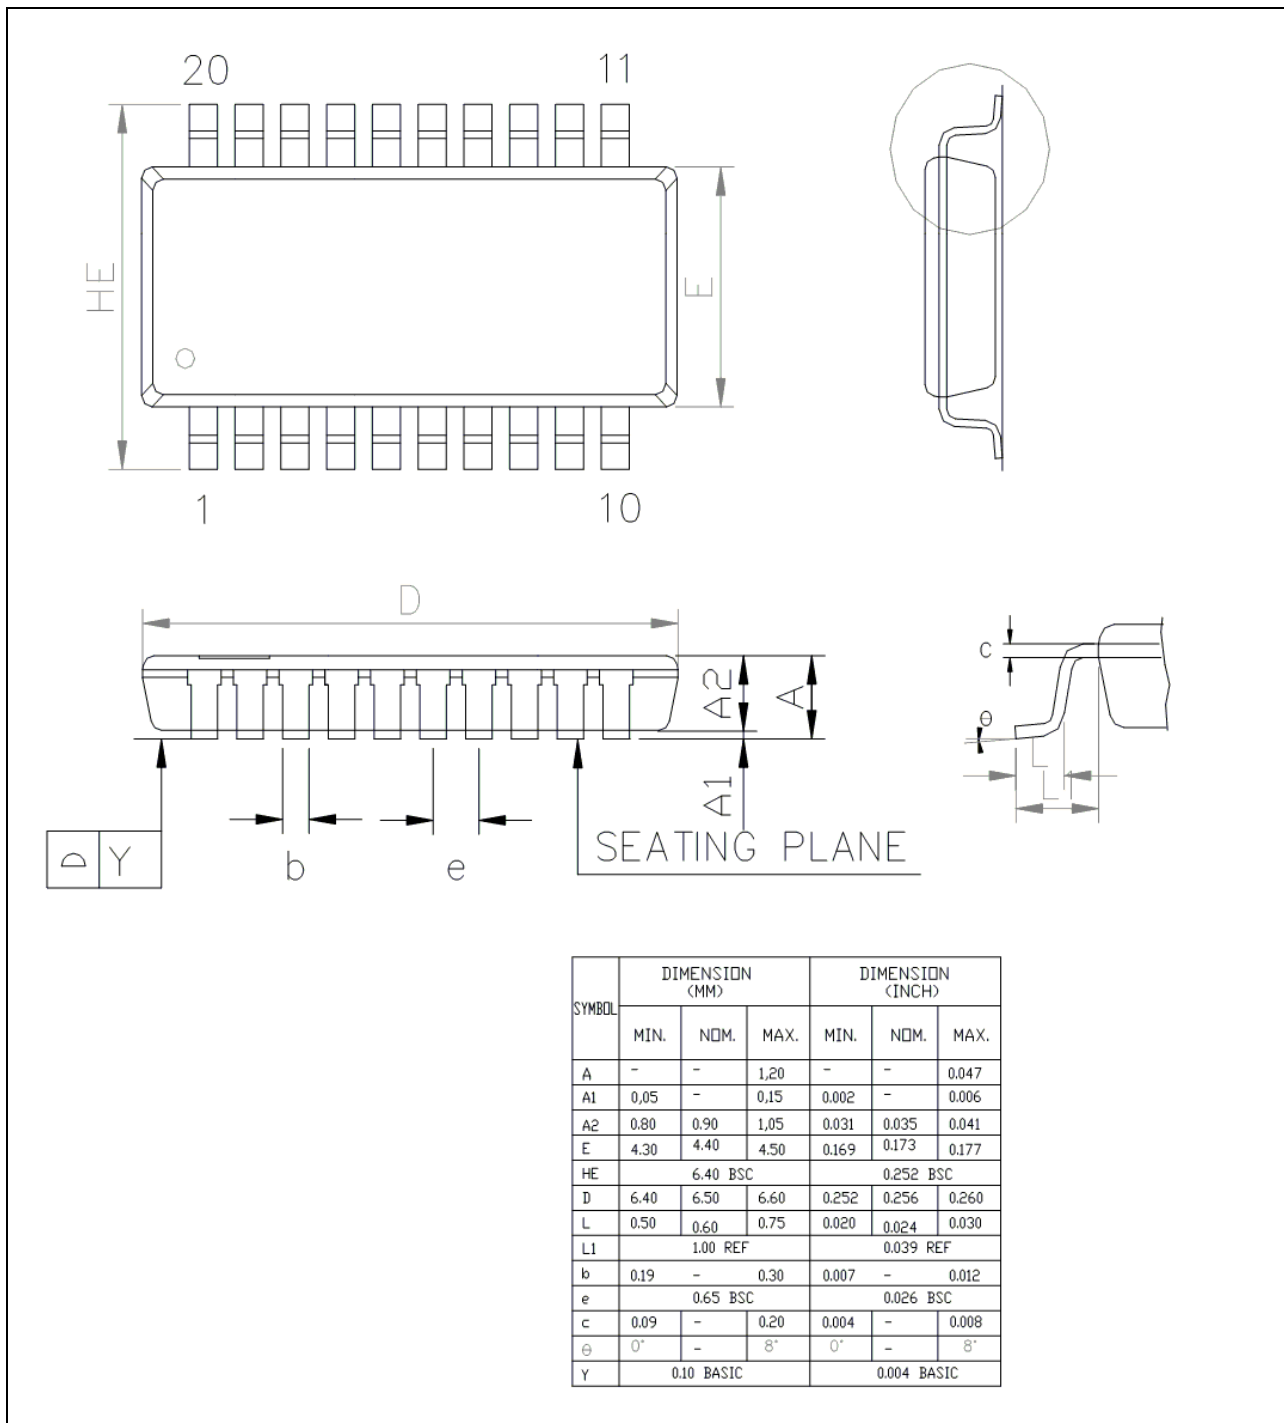 20 11
HE
E
1 10
D
A2
A
A1
c
θ
L
L
Y
b
e
SEATING PLANE
SYMBOL DIMENSION (MM) DIMENSION (INCH)
MIN. NOM. MAX. MIN. NOM. MAX.
A - - 1,20 - - 0.047
A1 0,05 - 0,15 0.002 - 0.006
A2 0.80 0.90 1,05 0.031 0.035 0.041
E 4.30 4.40 4.50 0.169 0.173 0.177
HE 6.40 BSC 0.252 BSC
D 6.40 6.50 6.60 0.252 0.256 0.260
L 0.50 0.60 0.75 0.020 0.024 0.030
L1 1.00 REF 0.039 REF
b 0.19 - 0.30 0.007 - 0.012
e 0.65 BSC 0.026 BSC
c 0.09 - 0.20 0.004 - 0.008
θ 0° - 8° 0° - 8°
Y 0.10 BASIC 0.004 BASIC